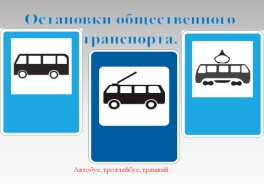 Остановки общественного
транспорта.
Автобус, троллейбус, трамвай